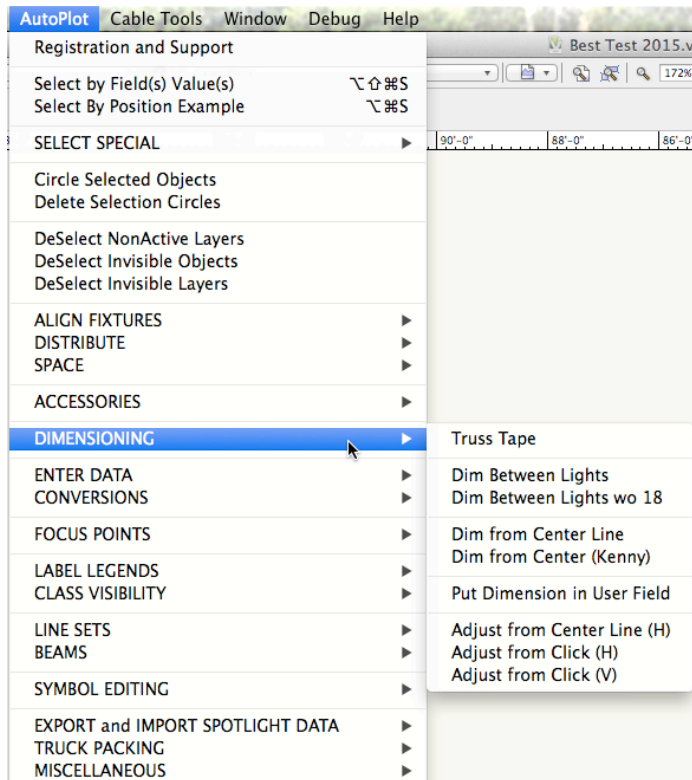 AutoPlot Cable Tools Window Debug Help
Best Test 2015.v
172%
90'-0" 88'-0" 86'-0
Registration and Support
Select by Field(s) Value(s) ⌥⇧⌘S
Select By Position Example ⌥⌘S
SELECT SPECIAL
Circle Selected Objects
Delete Selection Circles
DeSelect NonActive Layers
DeSelect Invisible Objects
DeSelect Invisible Layers
ALIGN FIXTURES
DISTRIBUTE
SPACE
ACCESSORIES
DIMENSIONING
ENTER DATA
CONVERSIONS
FOCUS POINTS
LABEL LEGENDS
CLASS VISIBILITY
LINE SETS
BEAMS
SYMBOL EDITING
EXPORT and IMPORT SPOTLIGHT DATA
TRUCK PACKING
MISCELLANEOUS
Truss Tape
Dim Between Lights
Dim Between Lights wo 18
Dim from Center Line
Dim from Center (Kenny)
Put Dimension in User Field
Adjust from Center Line (H)
Adjust from Click (H)
Adjust from Click (V)